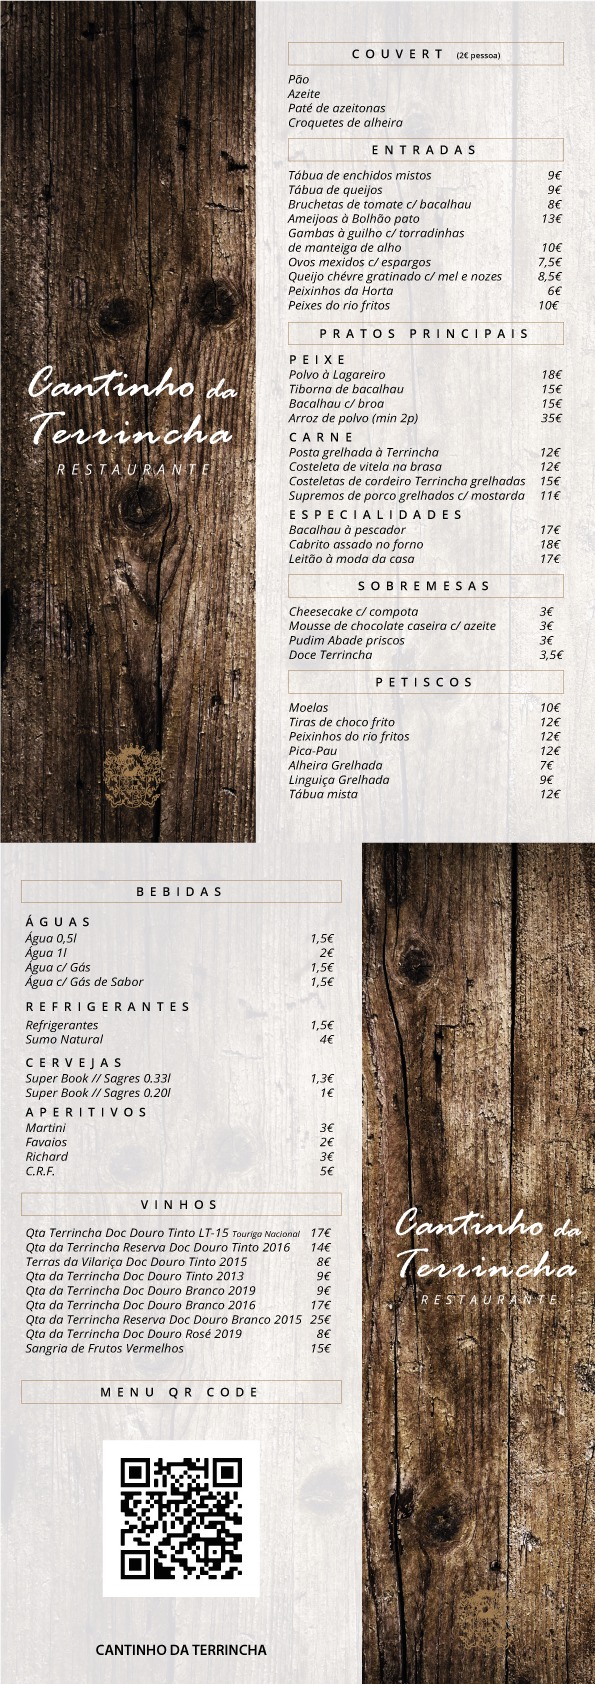 Cantinho da
Terrincha
RESTAURANTE
COUVERT (2€ pessoa)
Pão
Azeite
Paté de azeitonas
Croquetes de alheira
ENTRADAS
Tábua de enchidos mistos 9€
Tábua de queijos 9€
Bruchetas de tomate c/ bacalhau 8€
Ameijoas à Bolhão pato 13€
Gambas à guilho c/ torradinhas
de manteiga de alho 10€
Ovos mexidos c/ espargos 7,5€
Queijo chévre gratinado c/ mel e nozes 8,5€
Peixinhos da Horta 6€
Peixes do rio fritos 10€
PRATOS PRINCIPAIS
PEIXE
Polvo à Lagareiro 18€
Tiborna de bacalhau 15€
Bacalhau c/ broa 15€
Arroz de polvo (min 2p) 35€
CARNE
Posta grelhada à Terrincha 12€
Costeleta de vitela na brasa 12€
Costeletas de cordeiro Terrincha grelhadas 15€
Supremos de porco grelhados c/ mostarda 11€
ESPECIALIDADES
Bacalhau à pescador 17€
Cabrito assado no forno 18€
Leitão à moda da casa 17€
SOBREMESAS
Cheesecake c/ compota 3€
Mousse de chocolate caseira c/ azeite 3€
Pudim Abade priscos 3€
Doce Terrincha 3,5€
PETISCOS
Moelas 10€
Tiras de choco frito 12€
Peixinhos do rio fritos 12€
Pica-Pau 12€
Alheira Grelhada 7€
Linguiça Grelhada 9€
Tábua mista 12€
BEBIDAS
ÁGUAS
Água 0,5l 1,5€
Água 1l 2€
Água c/ Gás 1,5€
Água c/ Gás de Sabor 1,5€
REFRIGERANTES
Refrigerantes 1,5€
Sumo Natural 4€
CERVEJAS
Super Book // Sagres 0.33l 1,3€
Super Book // Sagres 0.20l 1€
APERITIVOS
Martini 3€
Favaios 2€
Richard 3€
C.R.F. 5€
VINHOS
Qta Terrincha Doc Douro Tinto LT-15 Touriga Nacional 17€
Qta da Terrincha Reserva Doc Douro Tinto 2016 14€
Terras da Vilariça Doc Douro Tinto 2015 8€
Qta da Terrincha Doc Douro Tinto 2013 9€
Qta da Terrincha Doc Douro Branco 2019 9€
Qta da Terrincha Doc Douro Branco 2016 17€
Qta da Terrincha Reserva Doc Douro Branco 2015 25€
Qta da Terrincha Doc Douro Rosé 2019 8€
Sangria de Frutos Vermelhos 15€
MENU QR CODE
CANTINHO DA TERRINCHA
Cantinho da
Terrincha
RESTAURANTE